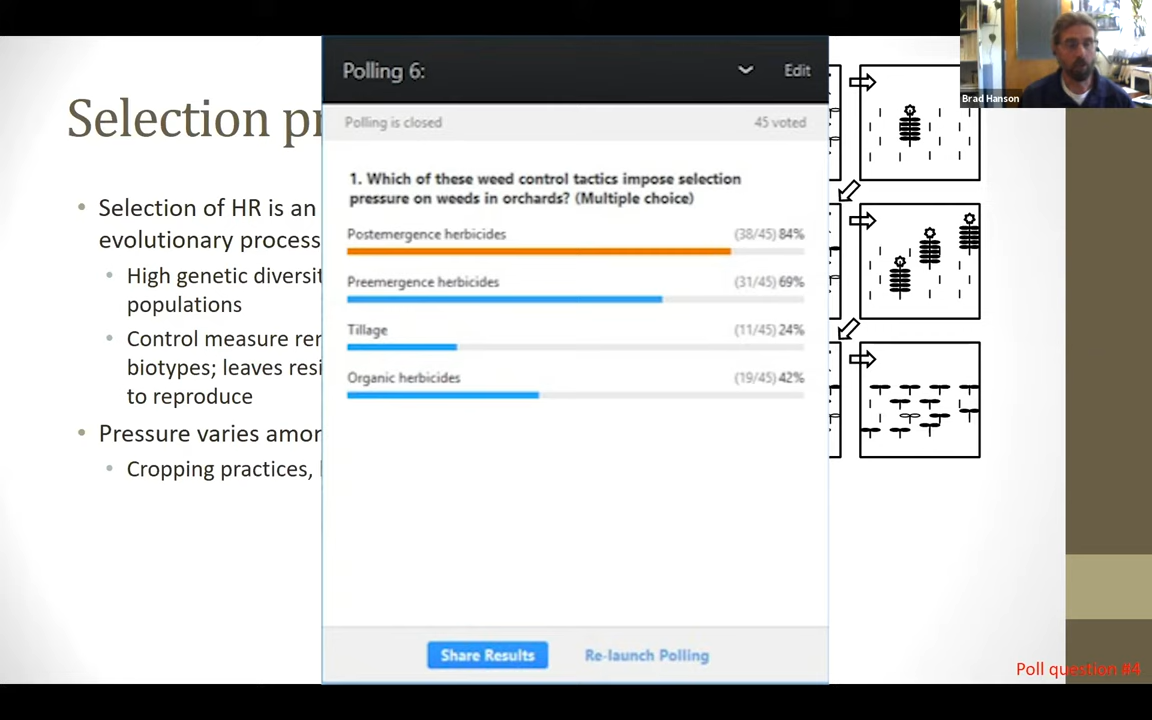 Selection pr
Selection of HR is an
evolutionary process
High genetic diversit
populations
Control measure rem
biotypes; leaves resi
to reproduce
Pressure varies amon
Cropping practices,
Polling 6:
Edit
Polling is closed
45 voted
1. Which of these weed control tactics impose selection
pressure on weeds in orchards? (Multiple choice)
Postemergence herbicides (38/45) 84%
Preemergence herbicides (31/45) 69%
Tillage (11/45) 24%
Organic herbicides (19/45) 42%
Share Results
Re-launch Polling
Brad Hanson
Poll question #4